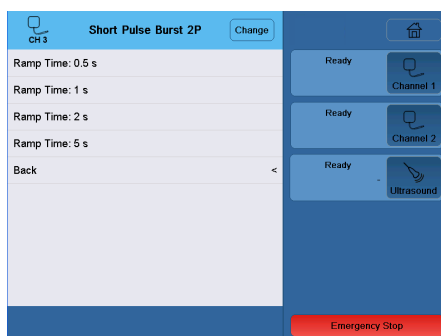 CH 3
Short Pulse Burst 2P
Change
Ramp Time: 0.5 s
Ramp Time: 1 s
Ramp Time: 2 s
Ramp Time: 5 s
Back <
Ready
Channel 1
Ready
Channel 2
Ready
-
Ultrasound
Emergency Stop